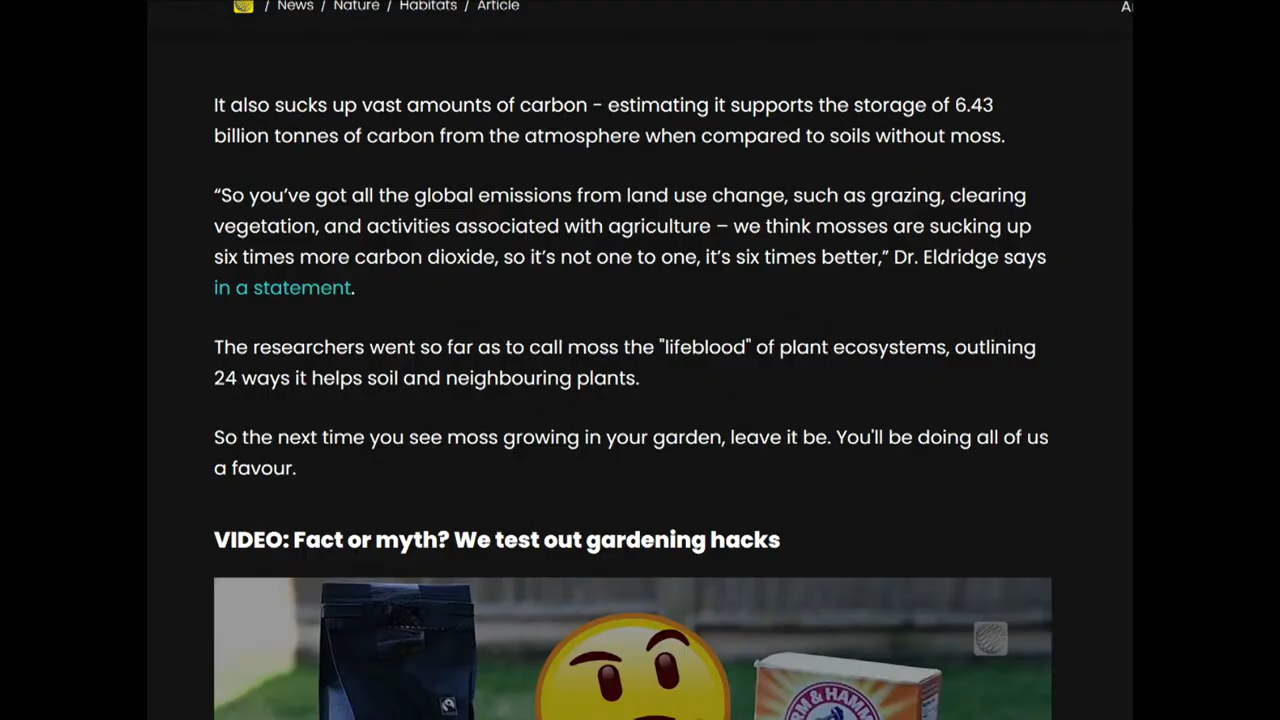 / News / Nature / Habitats / Article
It also sucks up vast amounts of carbon - estimating it supports the storage of 6.43
billion tonnes of carbon from the atmosphere when compared to soils without moss.
“So you’ve got all the global emissions from land use change, such as grazing, clearing
vegetation, and activities associated with agriculture – we think mosses are sucking up
six times more carbon dioxide, so it’s not one to one, it’s six times better,” Dr. Eldridge says
in a statement.
The researchers went so far as to call moss the "lifeblood" of plant ecosystems, outlining
24 ways it helps soil and neighbouring plants.
So the next time you see moss growing in your garden, leave it be. You'll be doing all of us
a favour.
VIDEO: Fact or myth? We test out gardening hacks